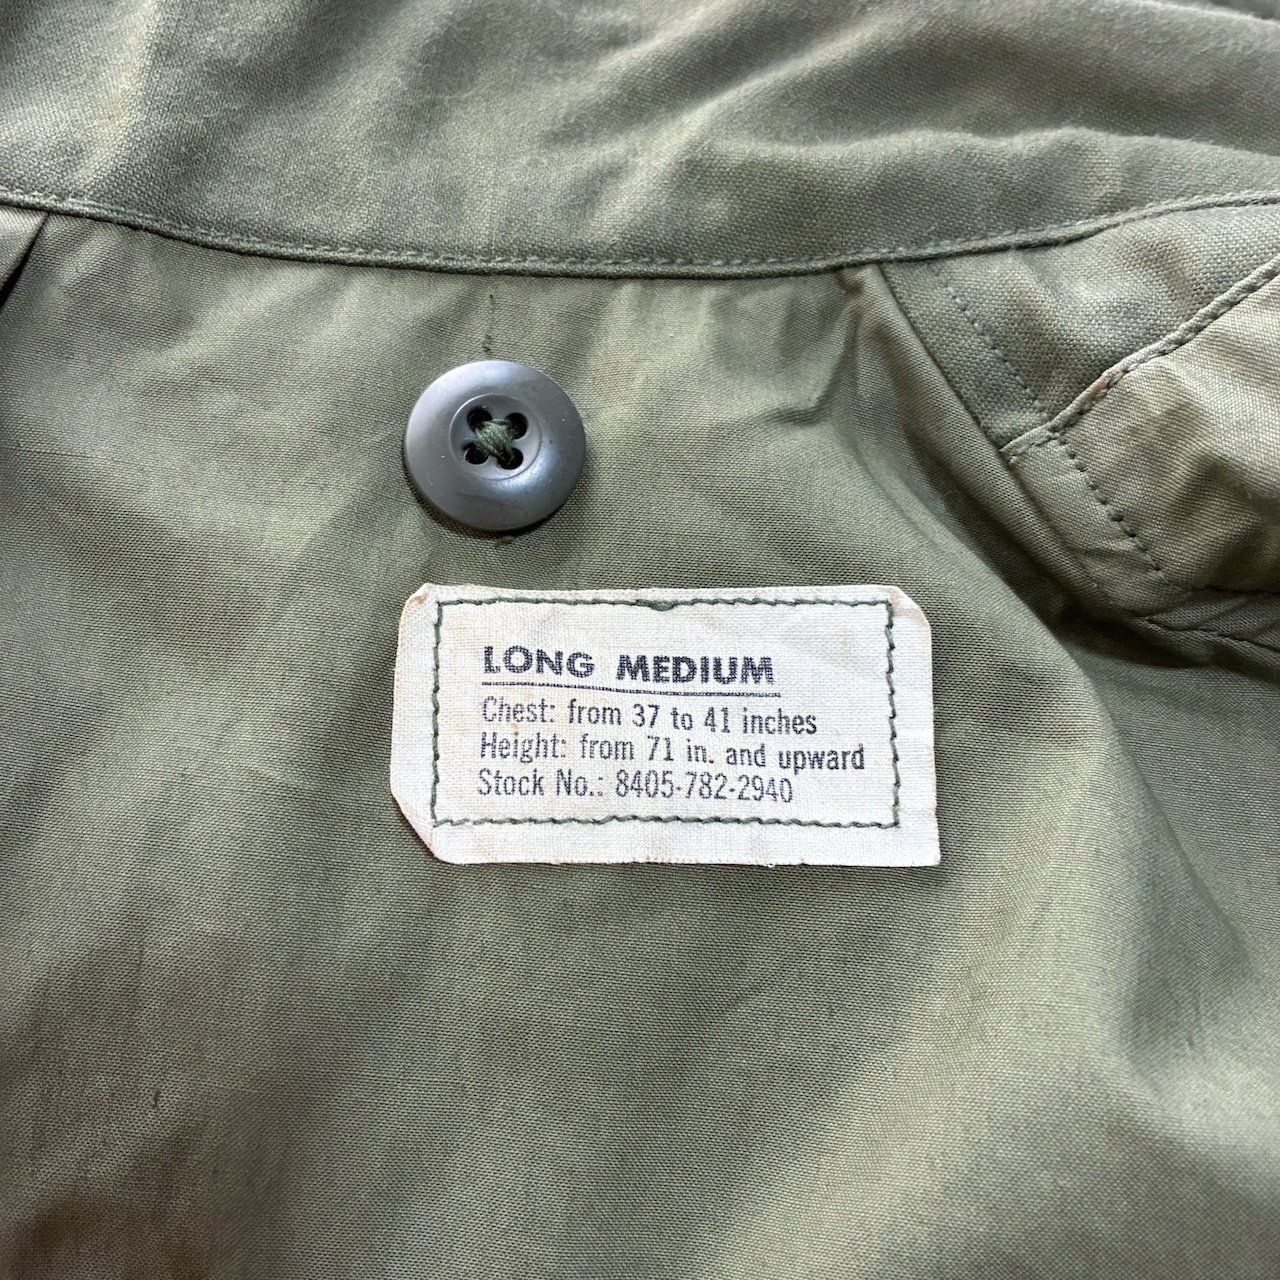 LONG MEDIUM
Chest: from 37 to 41 inches
Height: from 71 in. and upward
Stock No.: 8405-782-2940